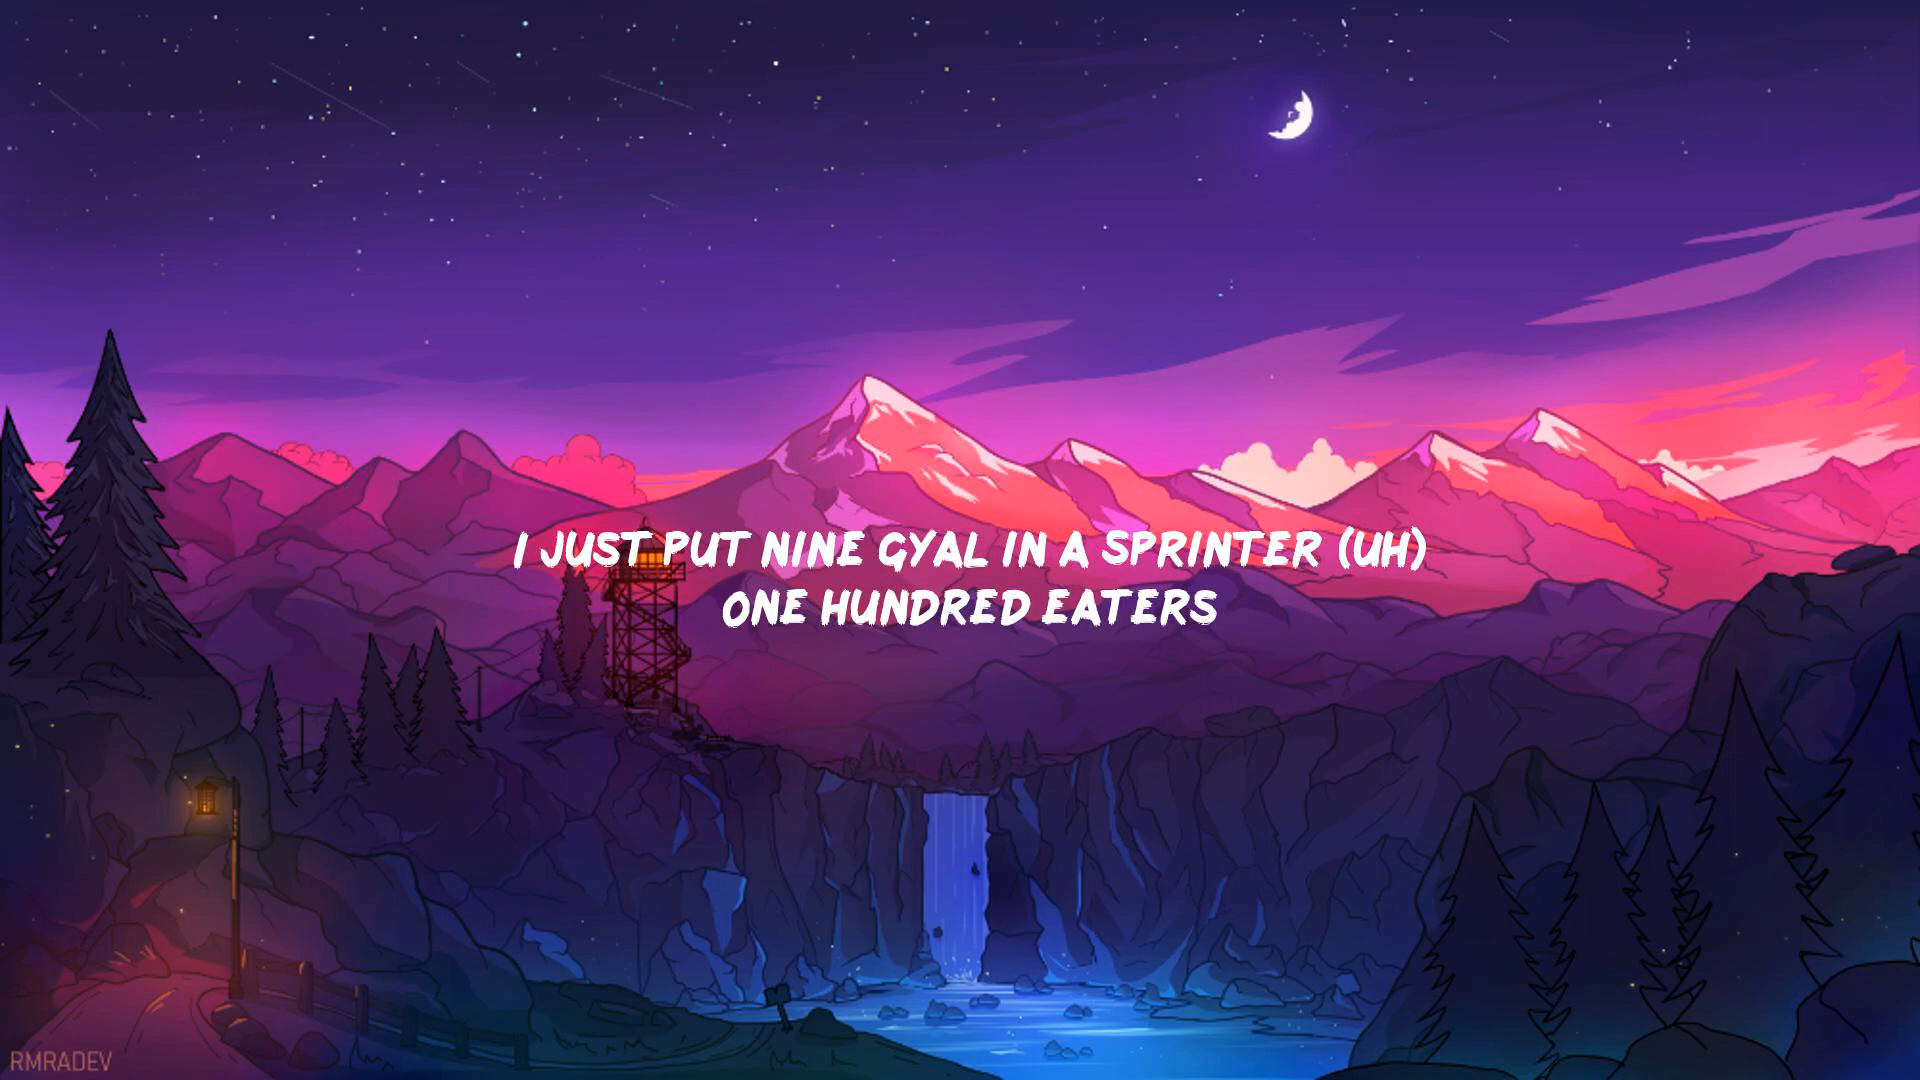 I JUST PUT NINE GYAL IN A SPRINTER (UH)
ONE HUNDRED EATERS
RMRADEV